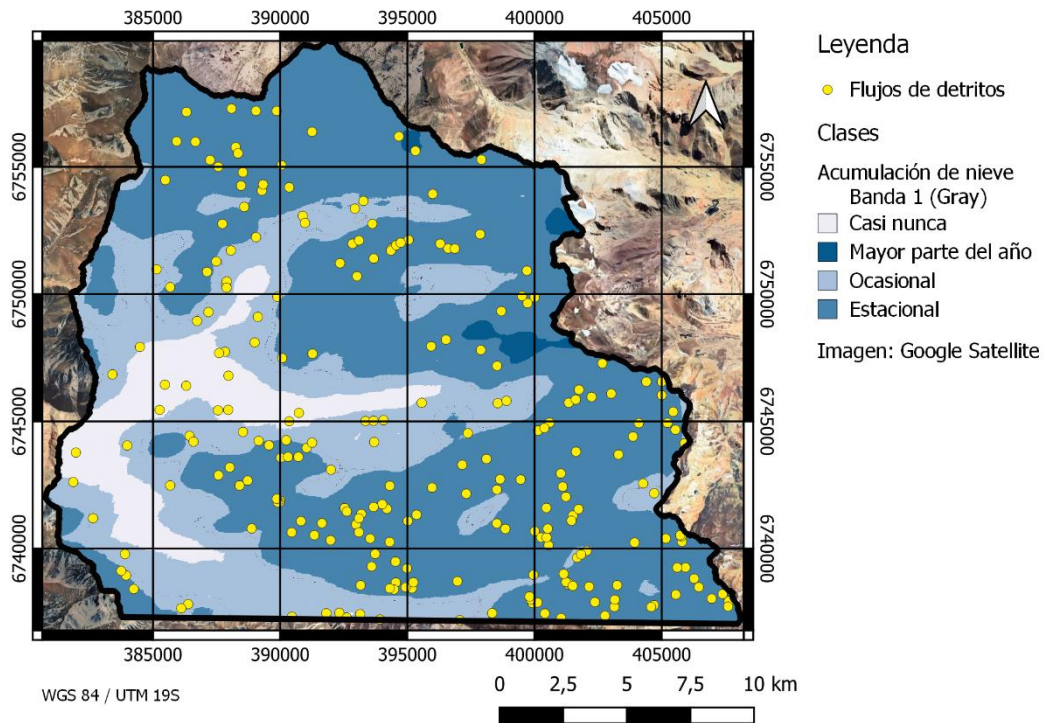 385000 390000 395000 400000 405000
6755000
6750000
6745000
6740000
6755000
6750000
6745000
6740000
385000 390000 395000 400000 405000
WGS 84 / UTM 19S
0 2,5 5 7,5 10 km
Leyenda
Flujos de detritos
Clases
Acumulación de nieve
Banda 1 (Gray)
Casi nunca
Mayor parte del año
Ocasional
Estacional
Imagen: Google Satellite